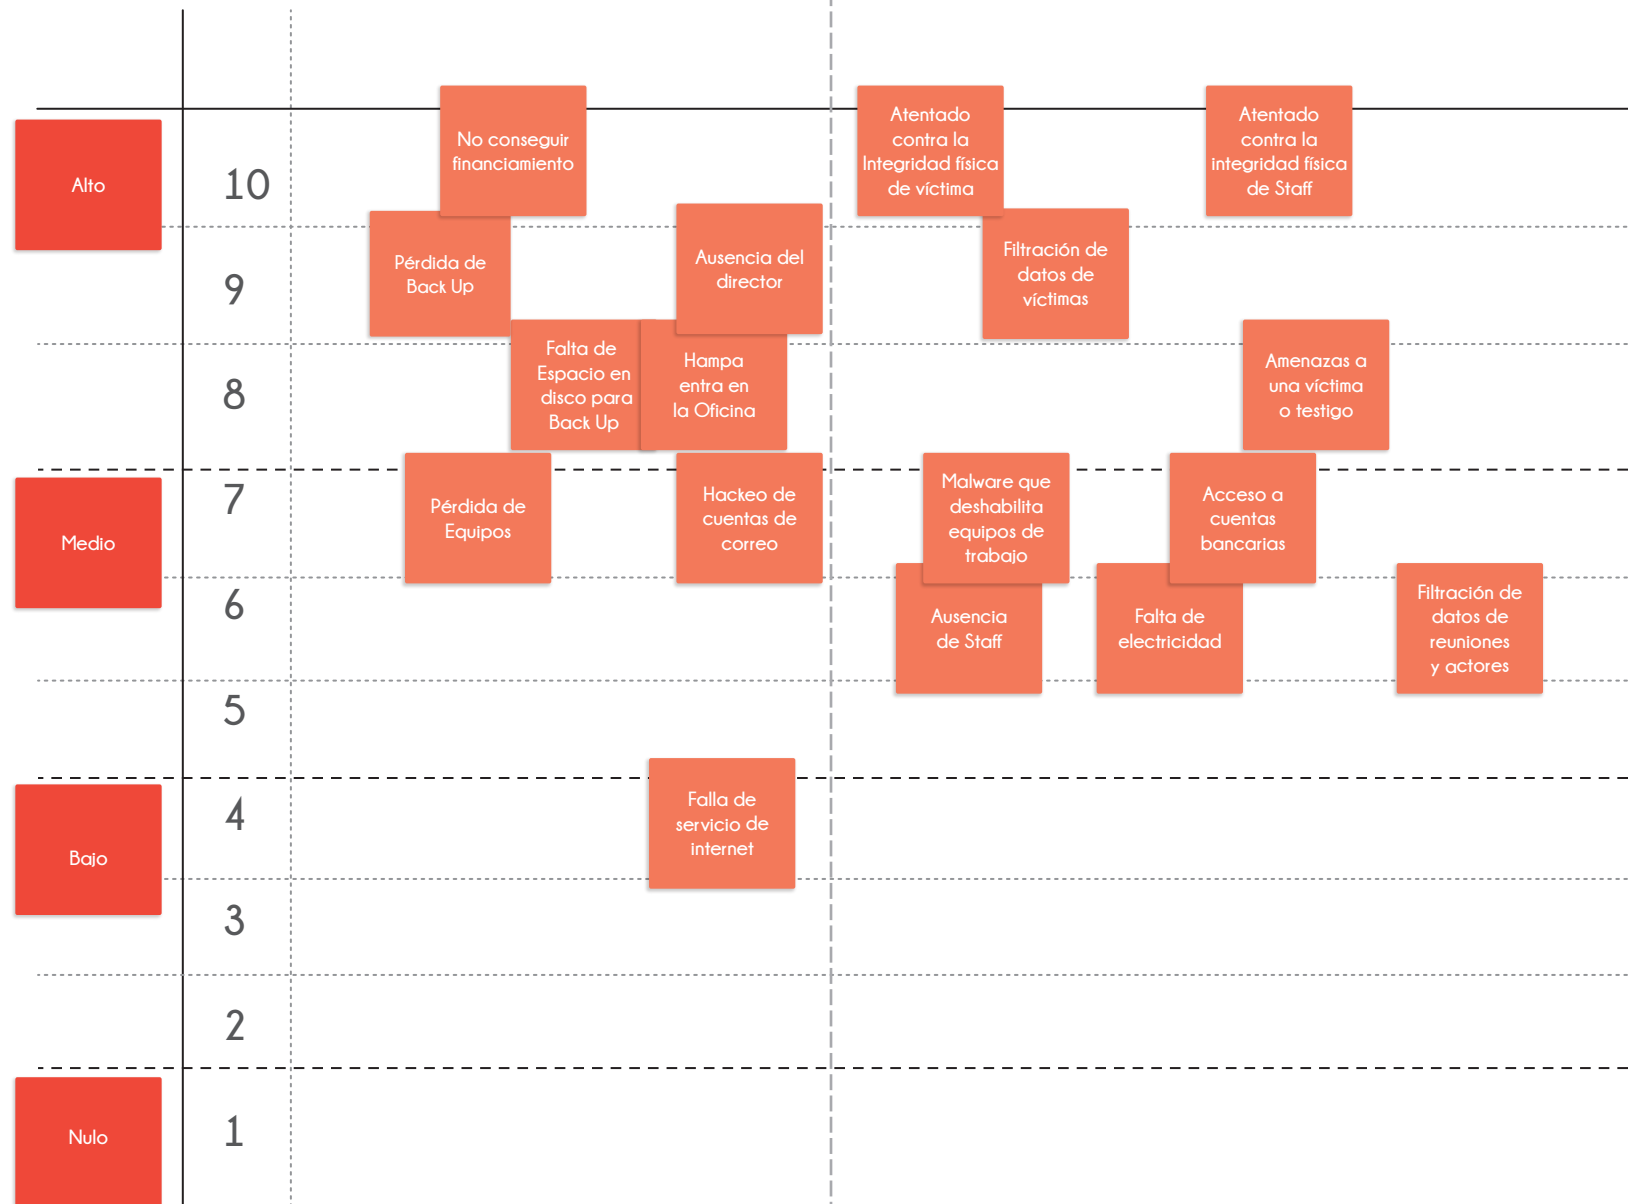 No conseguir
financiamiento
Atentado
contra la
Integridad física
de víctima
Atentado
contra la
integridad física
de Staff
Alto
10
Pérdida de
Back Up
Ausencia del
director
Filtración de
datos de
víctimas
9
Falta de
Espacio en
disco para
Back Up
Hampa
entra en
la Oficina
Amenazas a
una víctima
o testigo
8
Medio
7
Pérdida de
Equipos
Hackeo de
cuentas de
correo
Malware que
deshabilita
equipos de
trabajo
Acceso a
cuentas
bancarias
6
Ausencia
de Staff
Falta de
electricidad
Filtración de
datos de
reuniones
y actores
5
Bajo
4
Falla de
servicio de
internet
3
2
Nulo
1